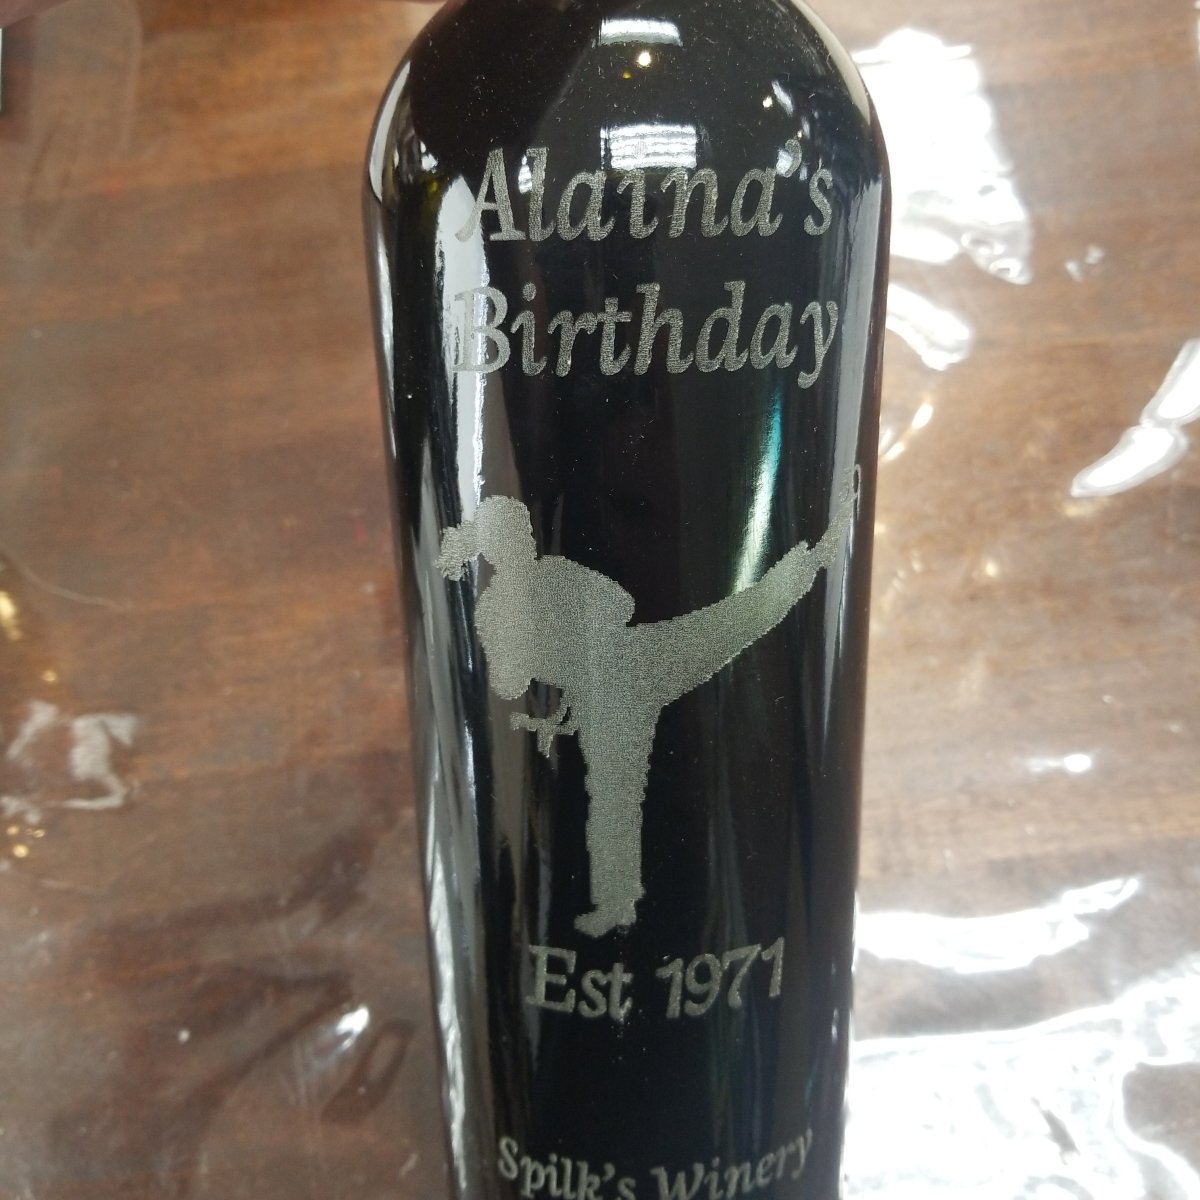 Alaina's
Birthday
Est 1971
Spilk's Winery